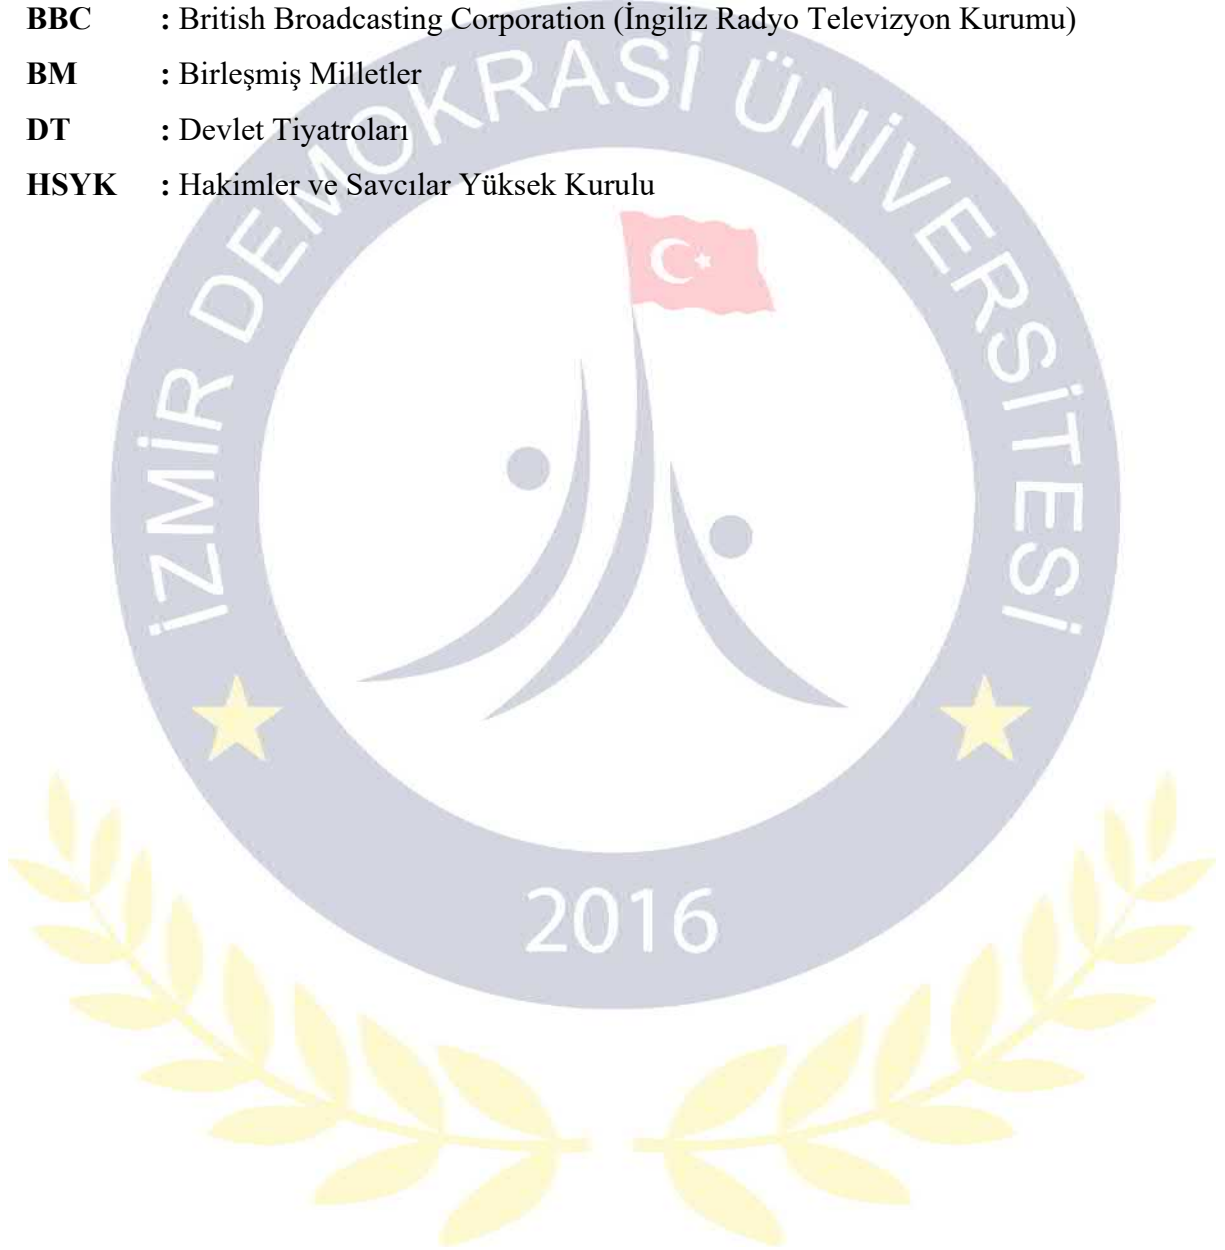 BBC : British Broadcasting Corporation (İngiliz Radyo Televizyon Kurumu)
BM : Birleşmiş Milletler
DT : Devlet Tiyatroları
HSYK : Hakimler ve Savcılar Yüksek Kurulu
İZMİR DEMOKRASİ ÜNİVERSİTESİ
2016